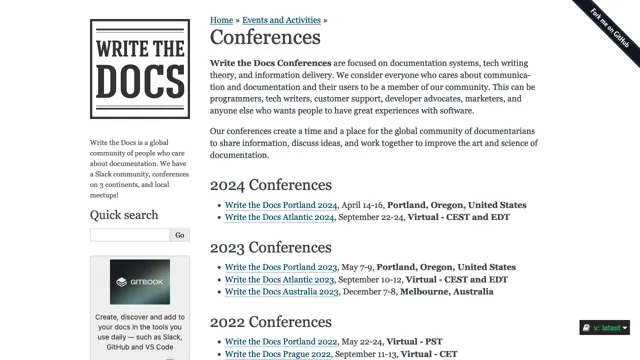 Home » Events and Activities »
Fork me on GitHub
WRITE THE
DOCS
Conferences
Write the Docs Conferences are focused on documentation systems, tech writing
theory, and information delivery. We consider everyone who cares about communica-
tion and documentation and their users to be a member of our community. This can be
programmers, tech writers, customer support, developer advocates, marketers, and
anyone else who wants people to have great experiences with software.
Our conferences create a time and a place for the global community of documentarians
to share information, discuss ideas, and work together to improve the art and science of
documentation.
Write the Docs is a global
community of people who care
about documentation. We have
a Slack community, conferences
on 3 continents, and local
meetups!
Quick search
Go
GITBOOK
Create, discover and add to
your docs in the tools you
use daily — such as Slack,
GitHub and VS Code
2024 Conferences
• Write the Docs Portland 2024, April 14-16, Portland, Oregon, United States
• Write the Docs Atlantic 2024, September 22-24, Virtual - CEST and EDT
2023 Conferences
• Write the Docs Portland 2023, May 7-9, Portland, Oregon, United States
• Write the Docs Atlantic 2023, September 10-12, Virtual - CEST and EDT
• Write the Docs Australia 2023, December 7-8, Melbourne, Australia
2022 Conferences
• Write the Docs Portland 2022, May 22-24, Virtual - PST
• Write the Docs Prague 2022, September 11-13, Virtual - CET
v: latest